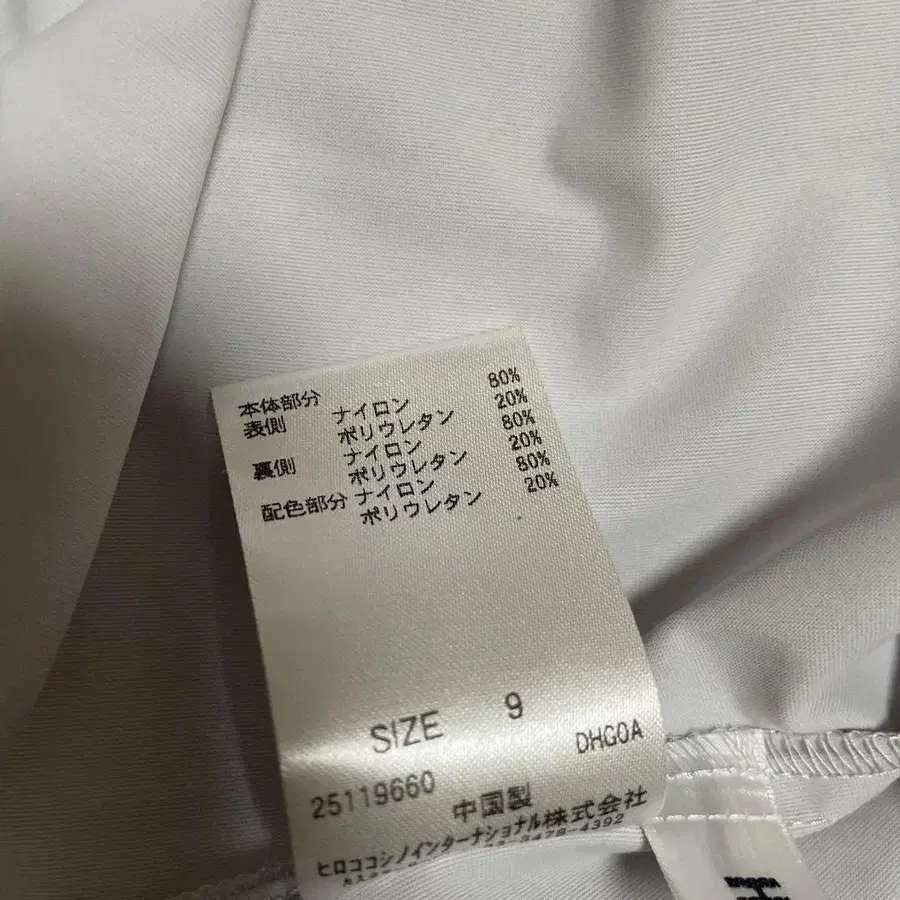 本体部分
表側 ナイロン 80%
ポリウレタン 20%
裏側 ナイロン 80%
ポリウレタン 20%
配色部分 ナイロン 80%
ポリウレタン 20%
SIZE 9
DHGOA
25119660
中国製
ヒロココシノインターナショナル株式会社
3478-4392